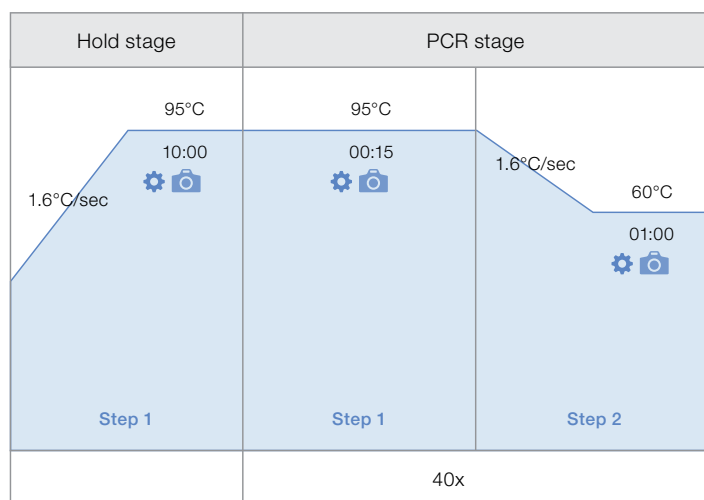 Hold stage
PCR stage
95°C
95°C
10:00
00:15
1.6°C/sec
1.6°C/sec
60°C
01:00
Step 1
Step 1
Step 2
40x